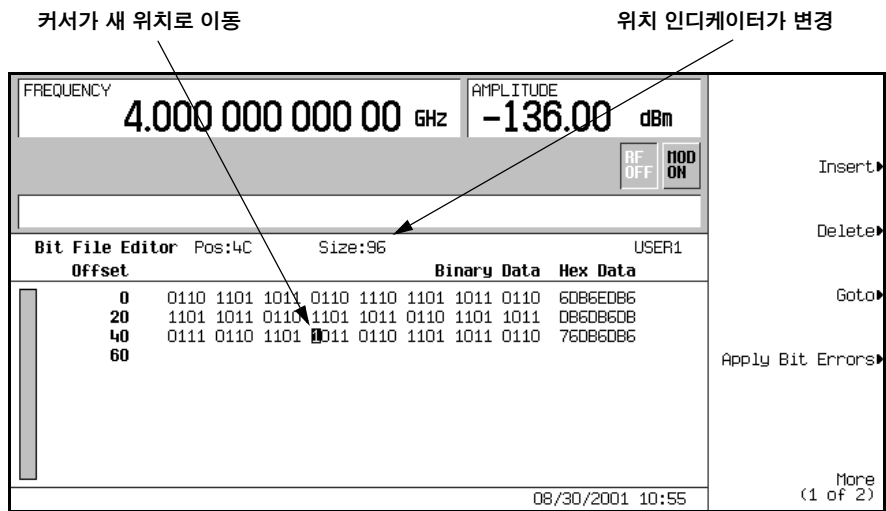 커서가 새 위치로 이동
위치 인디케이터가 변경
FREQUENCY
4.000 000 000 00 GHz
AMPLITUDE
-136.00 dBm
RF OFF
MOD ON
Insert
Delete
Goto
Apply Bit Errors
More
(1 of 2)
Bit File Editor Pos:4C Size:96 USER1
Offset Binary Data Hex Data
0 0110 1101 1011 0110 1110 1101 1011 0110 6DB6EDB6
20 1101 1011 0110 1101 1011 0110 1101 1011 DB6DB6DB
40 0111 0110 1101 1011 0110 1101 1011 0110 76DB6DB6
60
08/30/2001 10:55